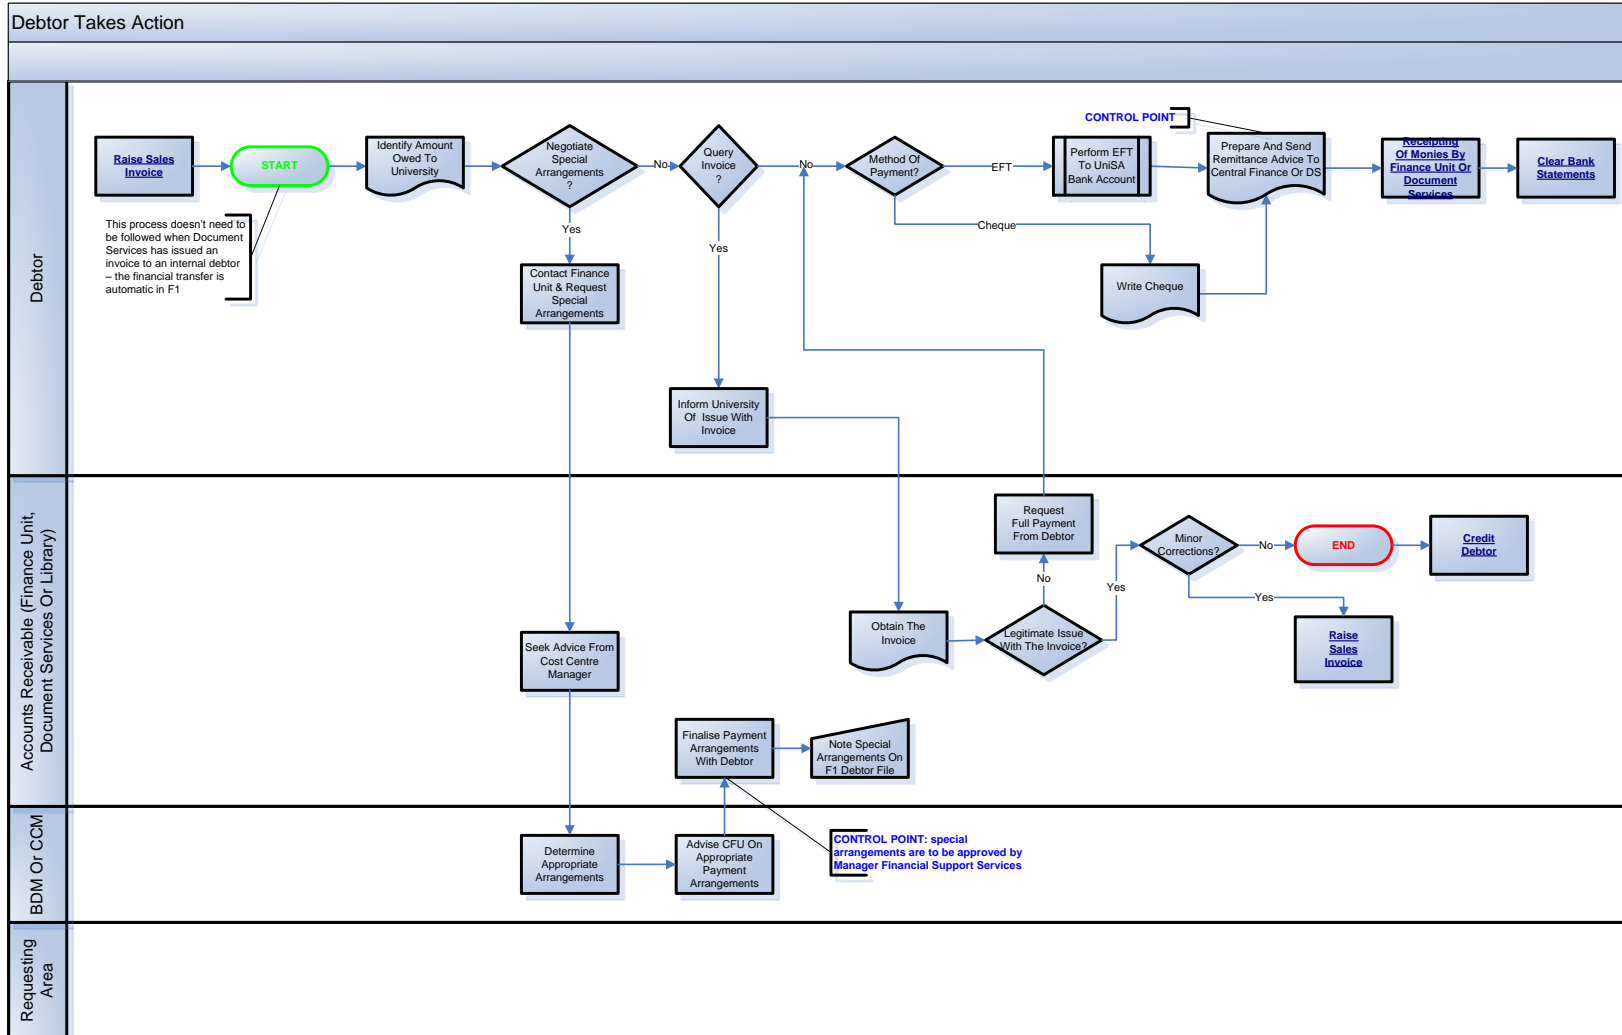 Debtor Takes Action
Debtor
Raise Sales
Invoice
START
This process doesn't need to
be followed when Document
Services has issued an
invoice to an internal debtor
– the financial transfer is
automatic in F1
Identify Amount
Owed To
University
Negotiate
Special
Arrangements
?
No
Yes
Contact Finance
Unit & Request
Special
Arrangements
Query
Invoice
?
No
Yes
Inform University
Of  Issue With
Invoice
Method Of
Payment?
EFT
Cheque
Perform EFT
To UniSA
Bank Account
Write Cheque
CONTROL POINT
Prepare And Send
Remittance Advice To
Central Finance Or DS
Receipting
Of Monies By
Finance Unit Or
Document
Services
Clear Bank
Statements
Accounts Receivable (Finance Unit,
Document Services Or Library)
Seek Advice From
Cost Centre
Manager
Finalise Payment
Arrangements
With Debtor
Note Special
Arrangements On
F1 Debtor File
Obtain The
Invoice
Legitimate Issue
With The Invoice?
No
Yes
Request
Full Payment
From Debtor
Minor
Corrections?
No
Yes
END
Credit
Debtor
Raise
Sales
Invoice
BDM Or CCM
Determine
Appropriate
Arrangements
Advise CFU On
Appropriate
Payment
Arrangements
CONTROL POINT: special
arrangements are to be approved by
Manager Financial Support Services
Requesting
Area